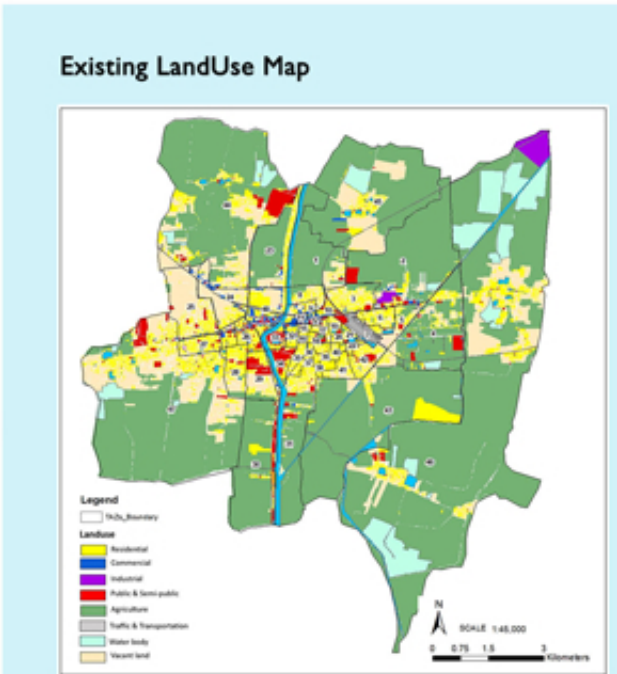 Existing LandUse Map
Legend
TAZs_Boundary
Landuse
Residential
Commercial
Industrial
Public & Semi-public
Agriculture
Traffic & Transportation
Water body
Vacant land
N
SCALE 1:45,000
0 0.75 1.5 3
Kilometers